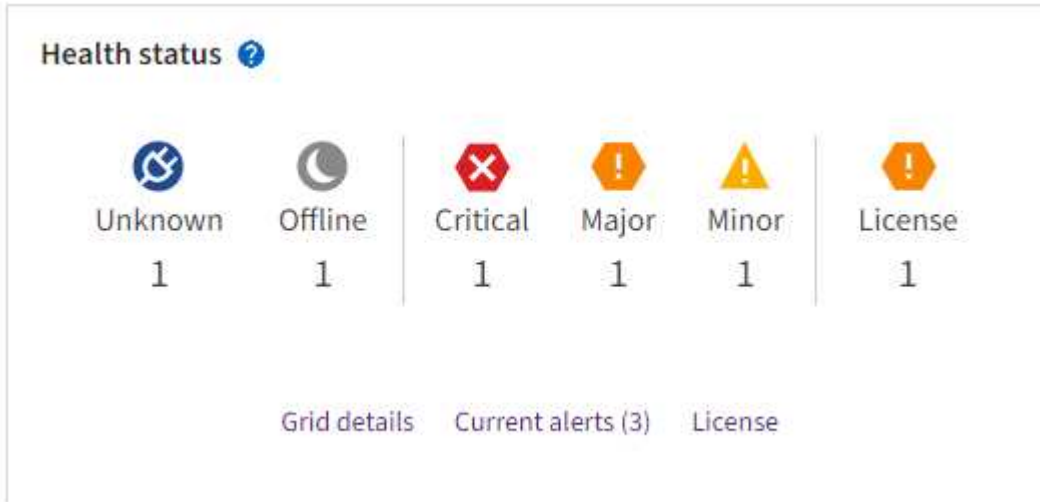 Health status ?
Unknown Offline Critical Major Minor License
1 1 1 1 1 1
Grid details Current alerts (3) License